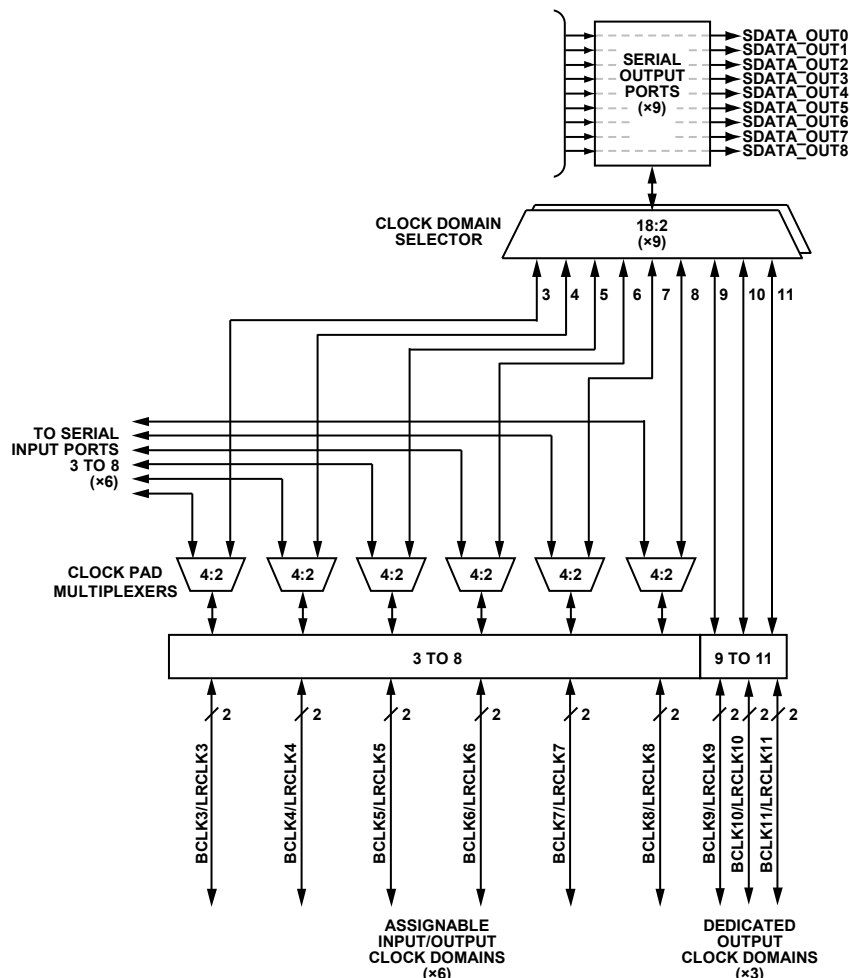 SERIAL
OUTPUT
PORTS
(×9)
SDATA_OUT0
SDATA_OUT1
SDATA_OUT2
SDATA_OUT3
SDATA_OUT4
SDATA_OUT5
SDATA_OUT6
SDATA_OUT7
SDATA_OUT8
CLOCK DOMAIN
SELECTOR
18:2
(×9)
3 4 5 6 7 8 9 10 11
TO SERIAL
INPUT PORTS
3 TO 8
(×6)
CLOCK PAD
MULTIPLEXERS
4:2 4:2 4:2 4:2 4:2 4:2
3 TO 8 9 TO 11
2 2 2 2 2 2 2 2 2
BCLK3/LRCLK3
BCLK4/LRCLK4
BCLK5/LRCLK5
BCLK6/LRCLK6
BCLK7/LRCLK7
BCLK8/LRCLK8
BCLK9/LRCLK9
BCLK10/LRCLK10
BCLK11/LRCLK11
ASSIGNABLE
INPUT/OUTPUT
CLOCK DOMAINS
(×6)
DEDICATED
OUTPUT
CLOCK DOMAINS
(×3)